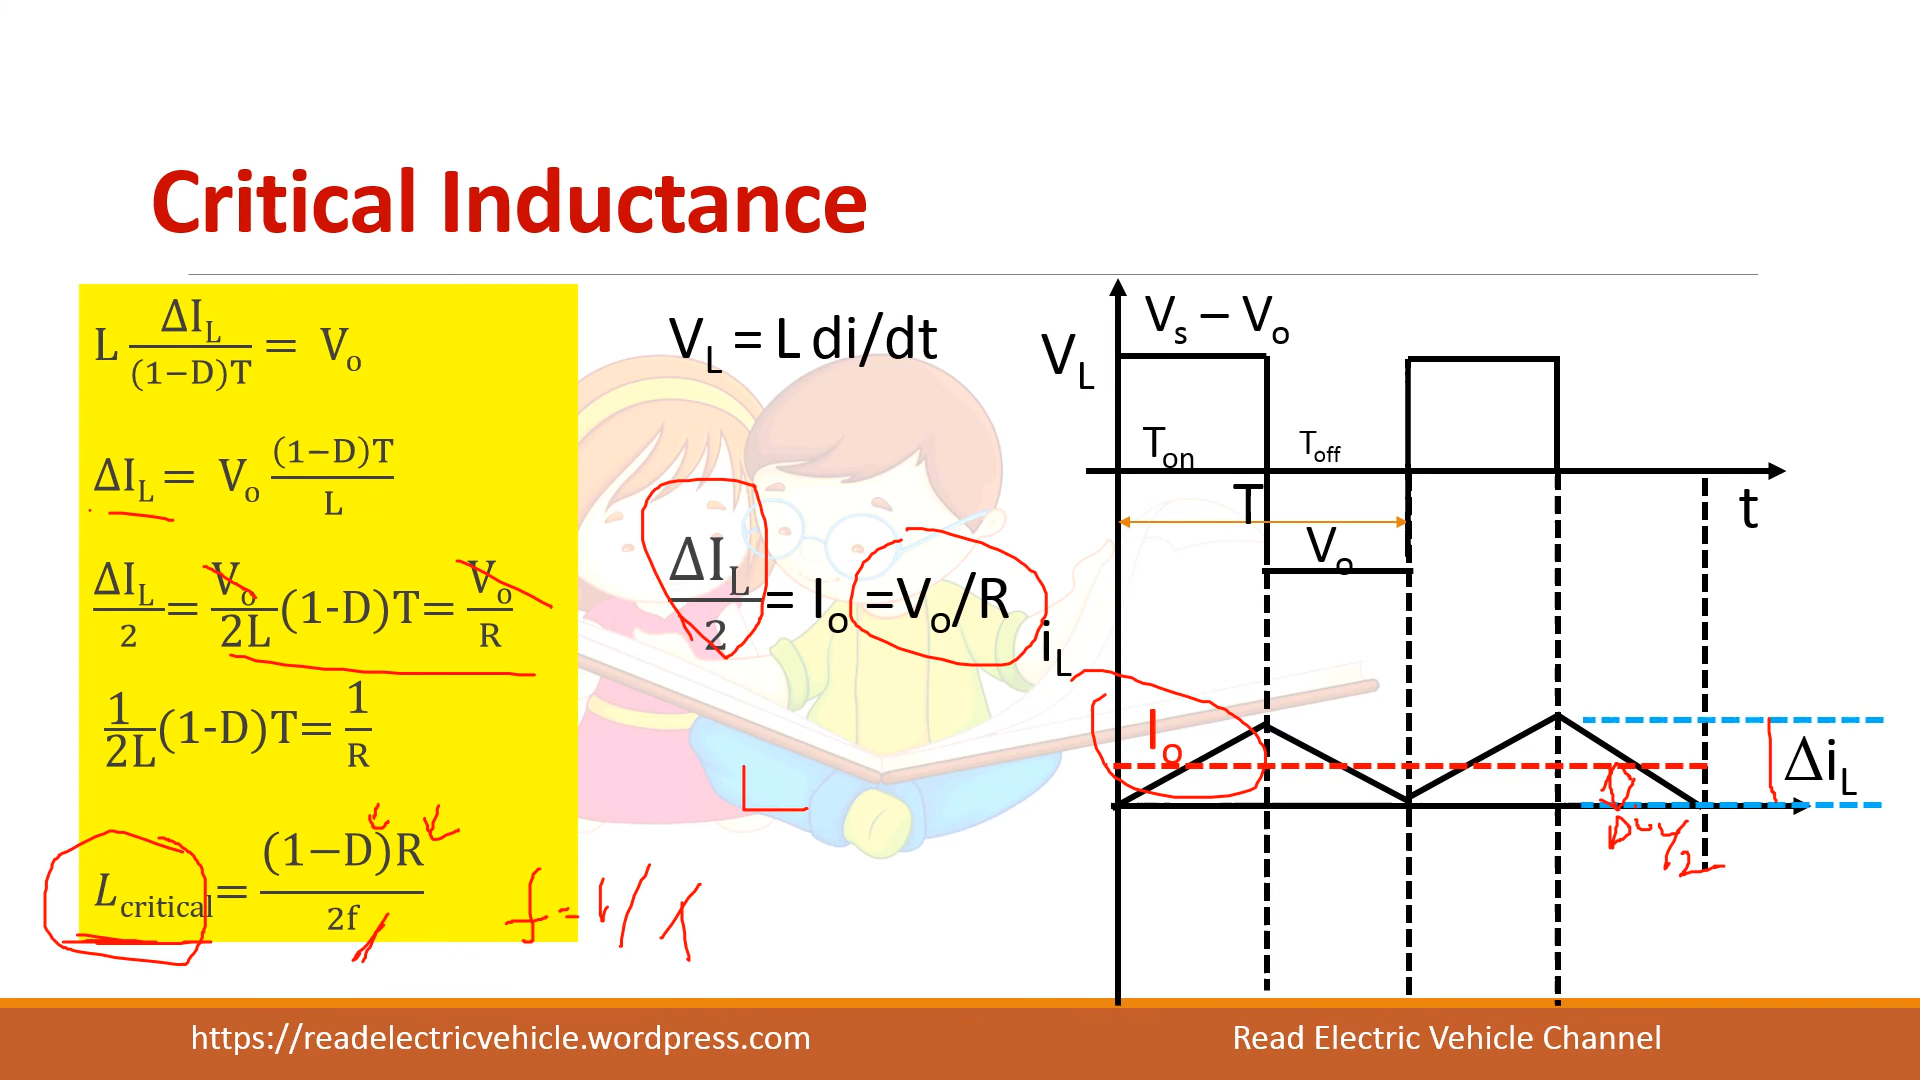 Critical Inductance
L ΔI_L/((1−D)T) = V_o
ΔI_L = V_o (1−D)T/L
ΔI_L/2 = V_o/2L (1-D)T = V_o/R
1/2L (1-D)T = 1/R
L_critical = (1−D)R/2f
f = 1/T
V_L = L di/dt
ΔI_L/2 = I_o = V_o/R
V_s − V_o
V_L
T_on
T_off
T
t
V_o
i_L
I_o
Δi_L
https://readelectricvehicle.wordpress.com
Read Electric Vehicle Channel